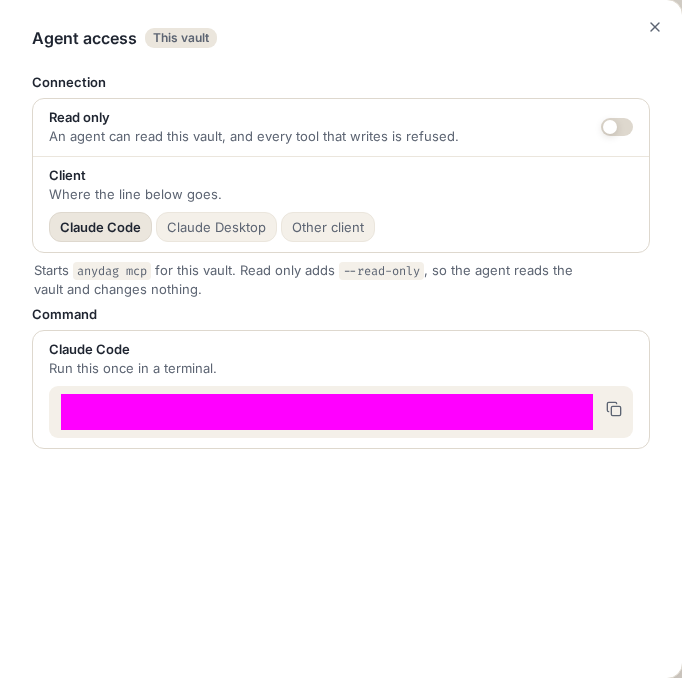 Agent access This vault
Connection
Read only
An agent can read this vault, and every tool that writes is refused.
Client
Where the line below goes.
Claude Code Claude Desktop Other client
Starts anydag mcp for this vault. Read only adds --read-only, so the agent reads the
vault and changes nothing.
Command
Claude Code
Run this once in a terminal.